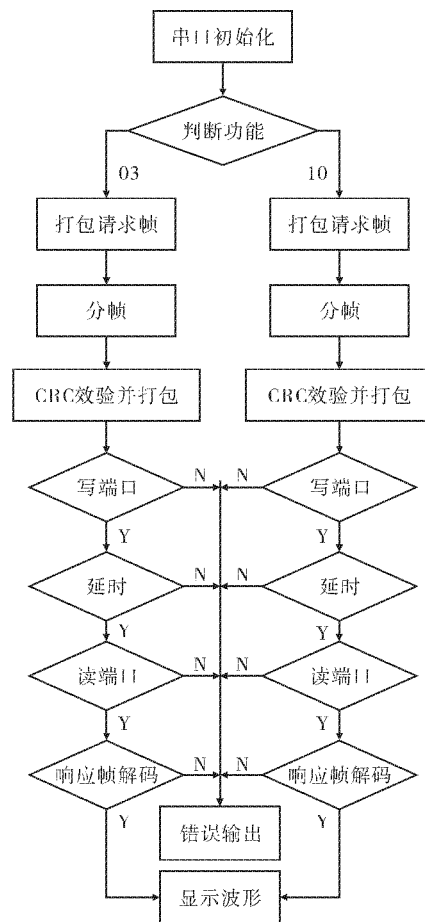 串口初始化
判断功能
03
10
打包请求帧
打包请求帧
分帧
分帧
CRC效验并打包
CRC效验并打包
写端口
N
N
写端口
Y
Y
延时
N
N
延时
Y
Y
读端口
N
N
读端口
Y
Y
响应帧解码
N
N
响应帧解码
Y
Y
错误输出
显示波形